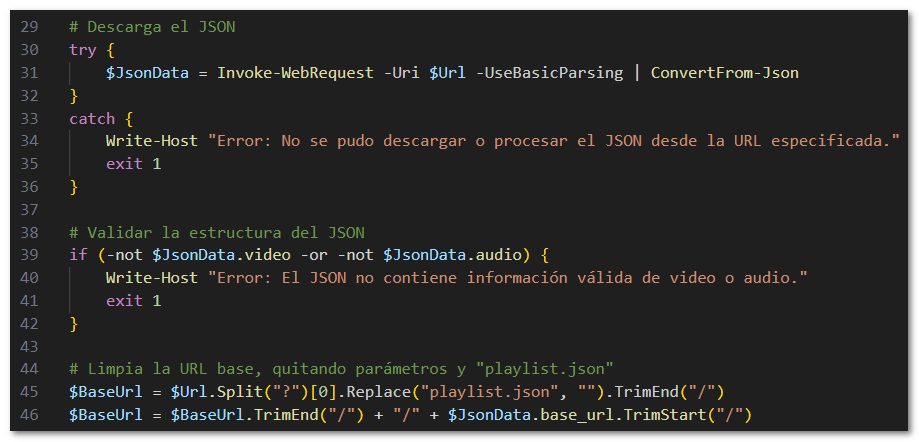 29 # Descarga el JSON
30 try {
31 $JsonData = Invoke-WebRequest -Uri $Url -UseBasicParsing | ConvertFrom-Json
32 }
33 catch {
34 Write-Host "Error: No se pudo descargar o procesar el JSON desde la URL especificada."
35 exit 1
36 }
37
38 # Validar la estructura del JSON
39 if (-not $JsonData.video -or -not $JsonData.audio) {
40 Write-Host "Error: El JSON no contiene información válida de video o audio."
41 exit 1
42 }
43
44 # Limpia la URL base, quitando parámetros y "playlist.json"
45 $BaseUrl = $Url.Split("?")[0].Replace("playlist.json", "").TrimEnd("/")
46 $BaseUrl = $BaseUrl.TrimEnd("/") + "/" + $JsonData.base_url.TrimStart("/")